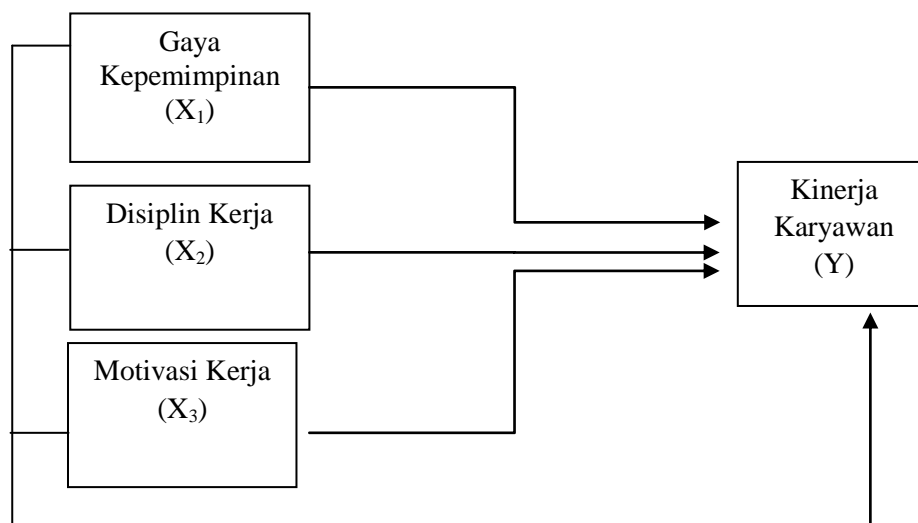 Gaya
Kepemimpinan
(X₁)
Disiplin Kerja
(X₂)
Motivasi Kerja
(X₃)
Kinerja
Karyawan
(Y)